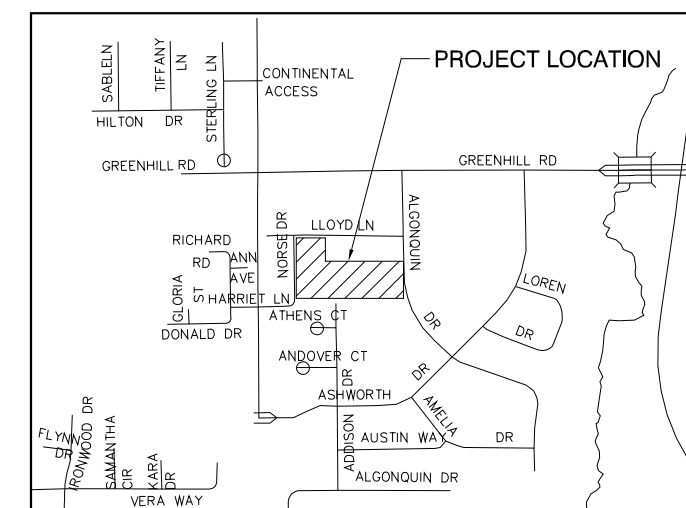 PROJECT LOCATION
SABLELN
TIFFANY
LN
STERLING LN
CONTINENTAL
ACCESS
HILTON DR
GREENHILL RD
GREENHILL RD
ALGONQUIN
DR
LLOYD LN
NORSE DR
RICHARD
RD
ANN
AVE
GLORIA
ST
HARRIET LN
DONALD DR
ATHENS CT
ANDOVER CT
LOREN
DR
DR
ASHWORTH
AMELIA
DR
ADDISON DR
AUSTIN WAY
ALGONQUIN DR
FLYNN
DR
IRONWOOD DR
SAMANTHA
CIR
KARA
DR
VERA WAY